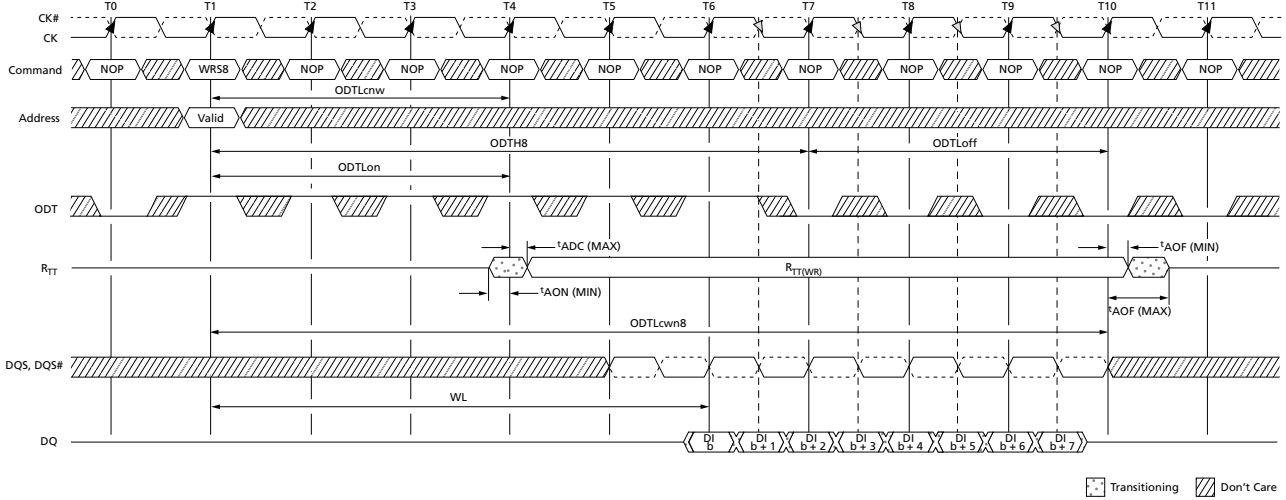 T0 T1 T2 T3 T4 T5 T6 T7 T8 T9 T10 T11
CK#
CK
Command NOP WRS8 NOP NOP NOP NOP NOP NOP NOP NOP NOP NOP
ODTLcnw
Address Valid
ODTH8 ODTLoff
ODTLon
ODT
tADC (MAX) tAOF (MIN)
RTT RTT(WR)
tAON (MIN)
tAOF (MAX)
ODTLcwn8
DQS, DQS#
WL
DQ DI b DI b + 1 DI b + 2 DI b + 3 DI b + 4 DI b + 5 DI b + 6 DI b + 7
Transitioning Don't Care